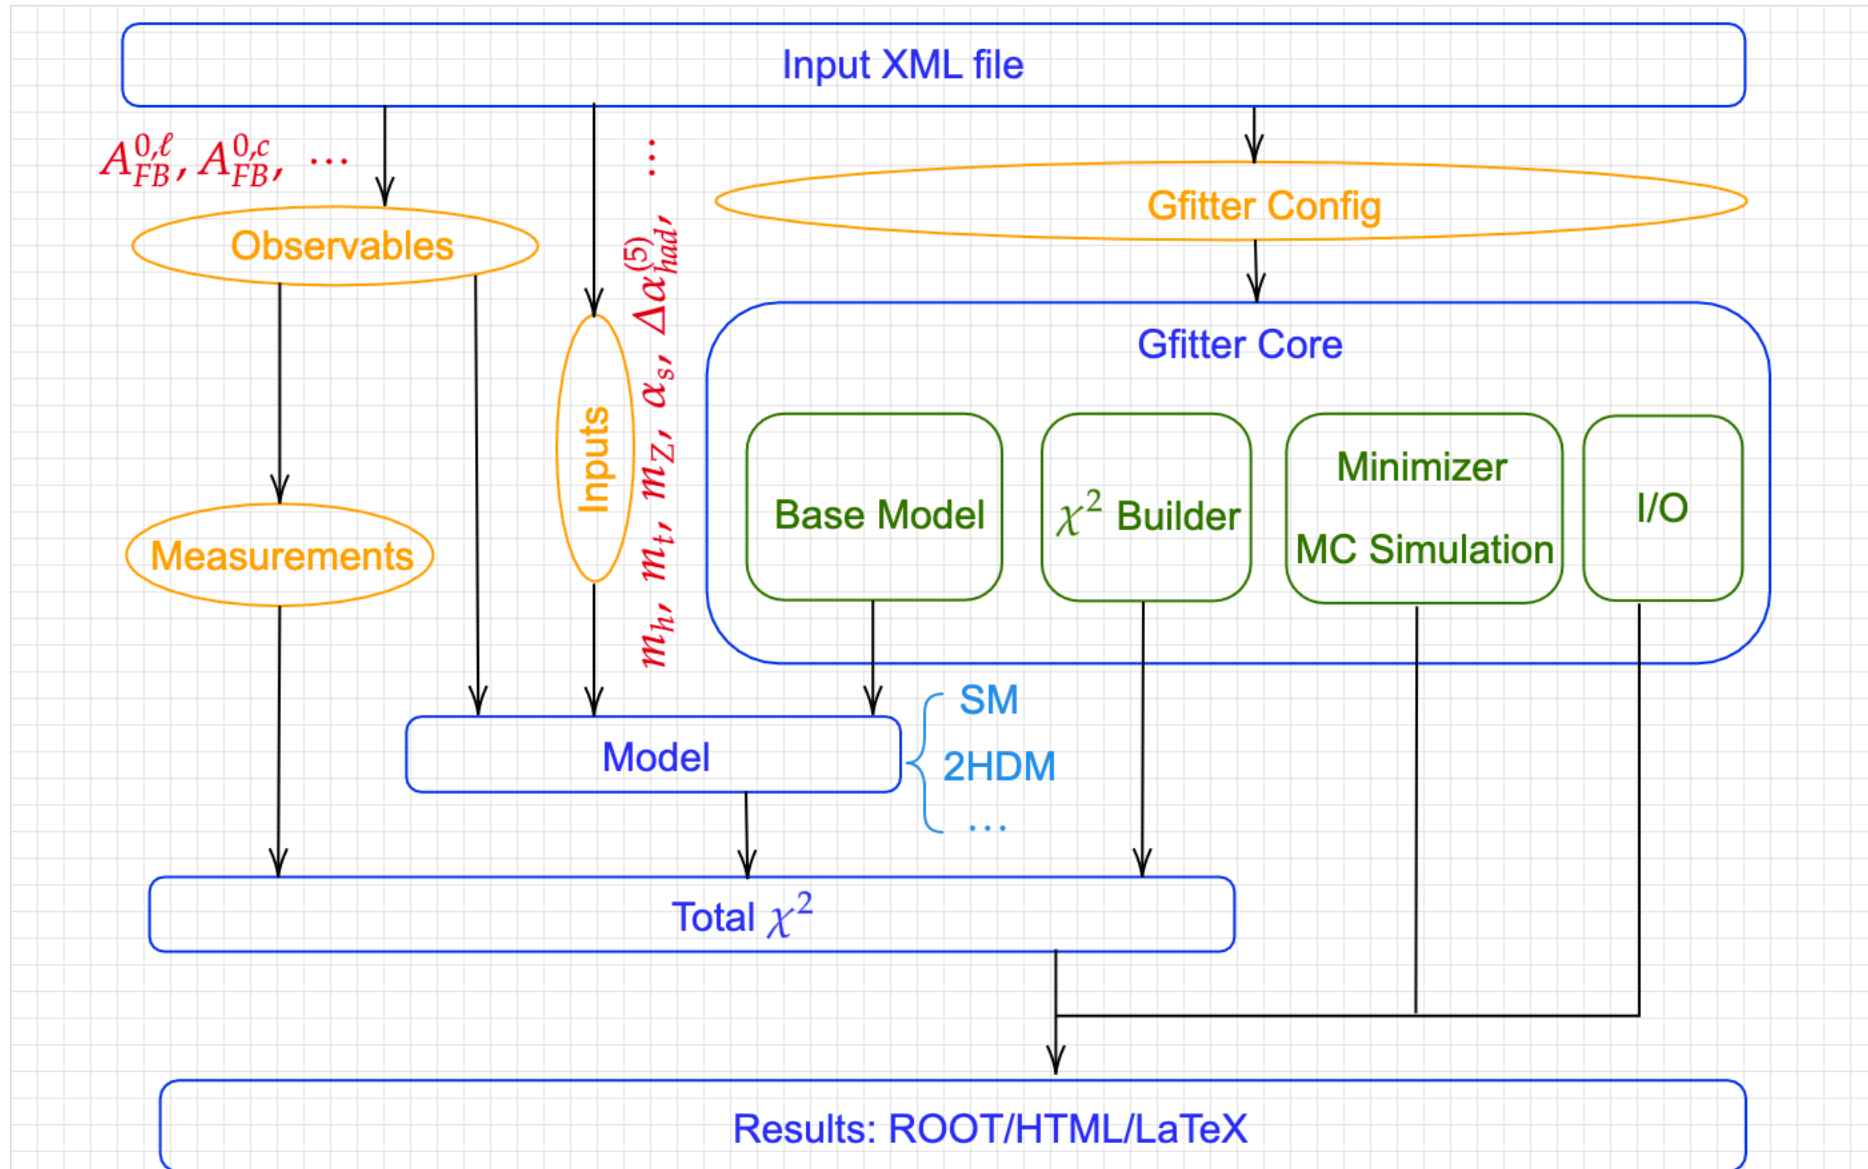 Input XML file
A_{FB}^{0,ℓ}, A_{FB}^{0,c}, ⋯
Observables
Gfitter Config
m_h, m_t, m_Z, α_s, Δα_{had}^{(5)}, ⋯
Inputs
Gfitter Core
Measurements
Base Model
χ² Builder
Minimizer
MC Simulation
I/O
Model
SM
2HDM
⋯
Total χ²
Results: ROOT/HTML/LaTeX